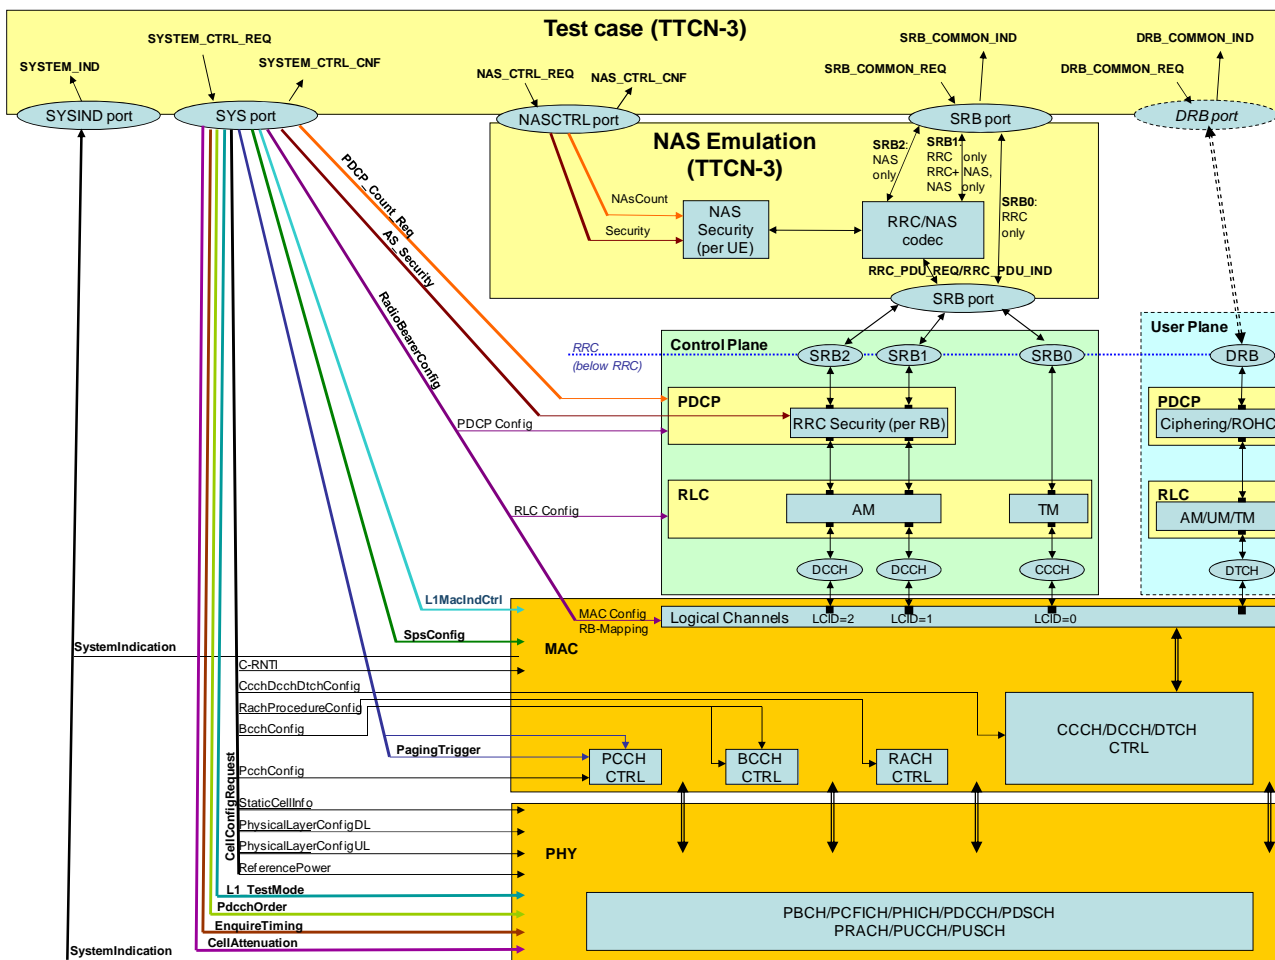 Test case (TTCN-3)
SYSTEM_CTRL_REQ
SYSTEM_IND
SYSTEM_CTRL_CNF
NAS_CTRL_REQ
NAS_CTRL_CNF
SRB_COMMON_IND
SRB_COMMON_REQ
DRB_COMMON_IND
DRB_COMMON_REQ
SYSIND port
SYS port
NASCTRL port
SRB port
DRB port
NAS Emulation
(TTCN-3)
SRB2:
NAS
only
SRB1:
RRC only
RRC+ NAS,
NAS only
SRB0:
RRC
only
NAsCount
Security
NAS
Security
(per UE)
RRC/NAS
codec
RRC_PDU_REQ/RRC_PDU_IND
SRB port
PDCP_Count_Req
AS_Security
RadioBearerConfig
Control Plane
User Plane
RRC
(below RRC)
SRB2
SRB1
SRB0
DRB
PDCP
RRC Security (per RB)
PDCP
Ciphering/ROHC
PDCP Config
RLC
AM
TM
RLC
AM/UM/TM
RLC Config
DCCH
DCCH
CCCH
DTCH
L1MacIndCtrl
MAC Config
RB-Mapping
Logical Channels
LCID=2
LCID=1
LCID=0
SpsConfig
MAC
SystemIndication
C-RNTI
CcchDcchDtchConfig
RachProcedureConfig
BcchConfig
PagingTrigger
PcchConfig
PCCH
CTRL
BCCH
CTRL
RACH
CTRL
CCCH/DCCH/DTCH
CTRL
CellConfigRequest
StaticCellInfo
PhysicalLayerConfigDL
PhysicalLayerConfigUL
ReferencePower
PHY
L1_TestMode
PdcchOrder
EnquireTiming
CellAttenuation
SystemIndication
PBCH/PCFICH/PHICH/PDCCH/PDSCH
PRACH/PUCCH/PUSCH